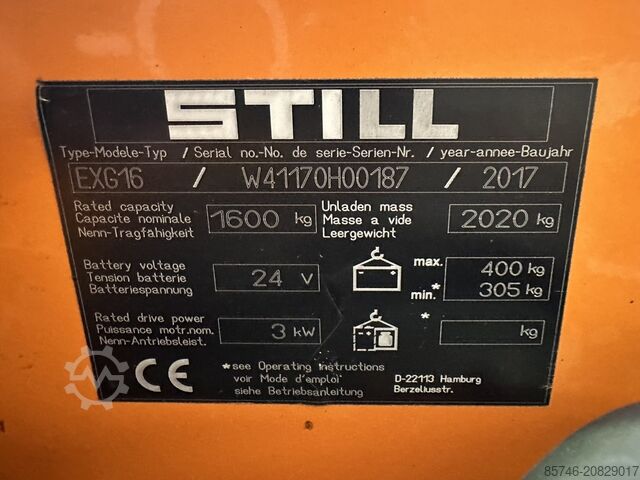 STILL
Type-Modele-Typ / Serial no.-No. de serie-Serien-Nr. / year-annee-Baujahr
EXG16 / W41170H00187 / 2017
Rated capacity
Capacite nominale 1600 kg
Nenn-Tragfähigkeit
Unladen mass
Masse a vide 2020 kg
Leergewicht
Battery voltage
Tension batterie 24 V
Batteriespannung
max. 400 kg
min.* 305 kg
Rated drive power
Puissance motr.nom. 3 kW
Nenn-Antriebsleist.
* kg
CE
*see Operating Instructions
voir Mode d'emploi
siehe Betriebsanleitung
D-22113 Hamburg
Berzeliusstr.
Machineseeker
85746-20829017